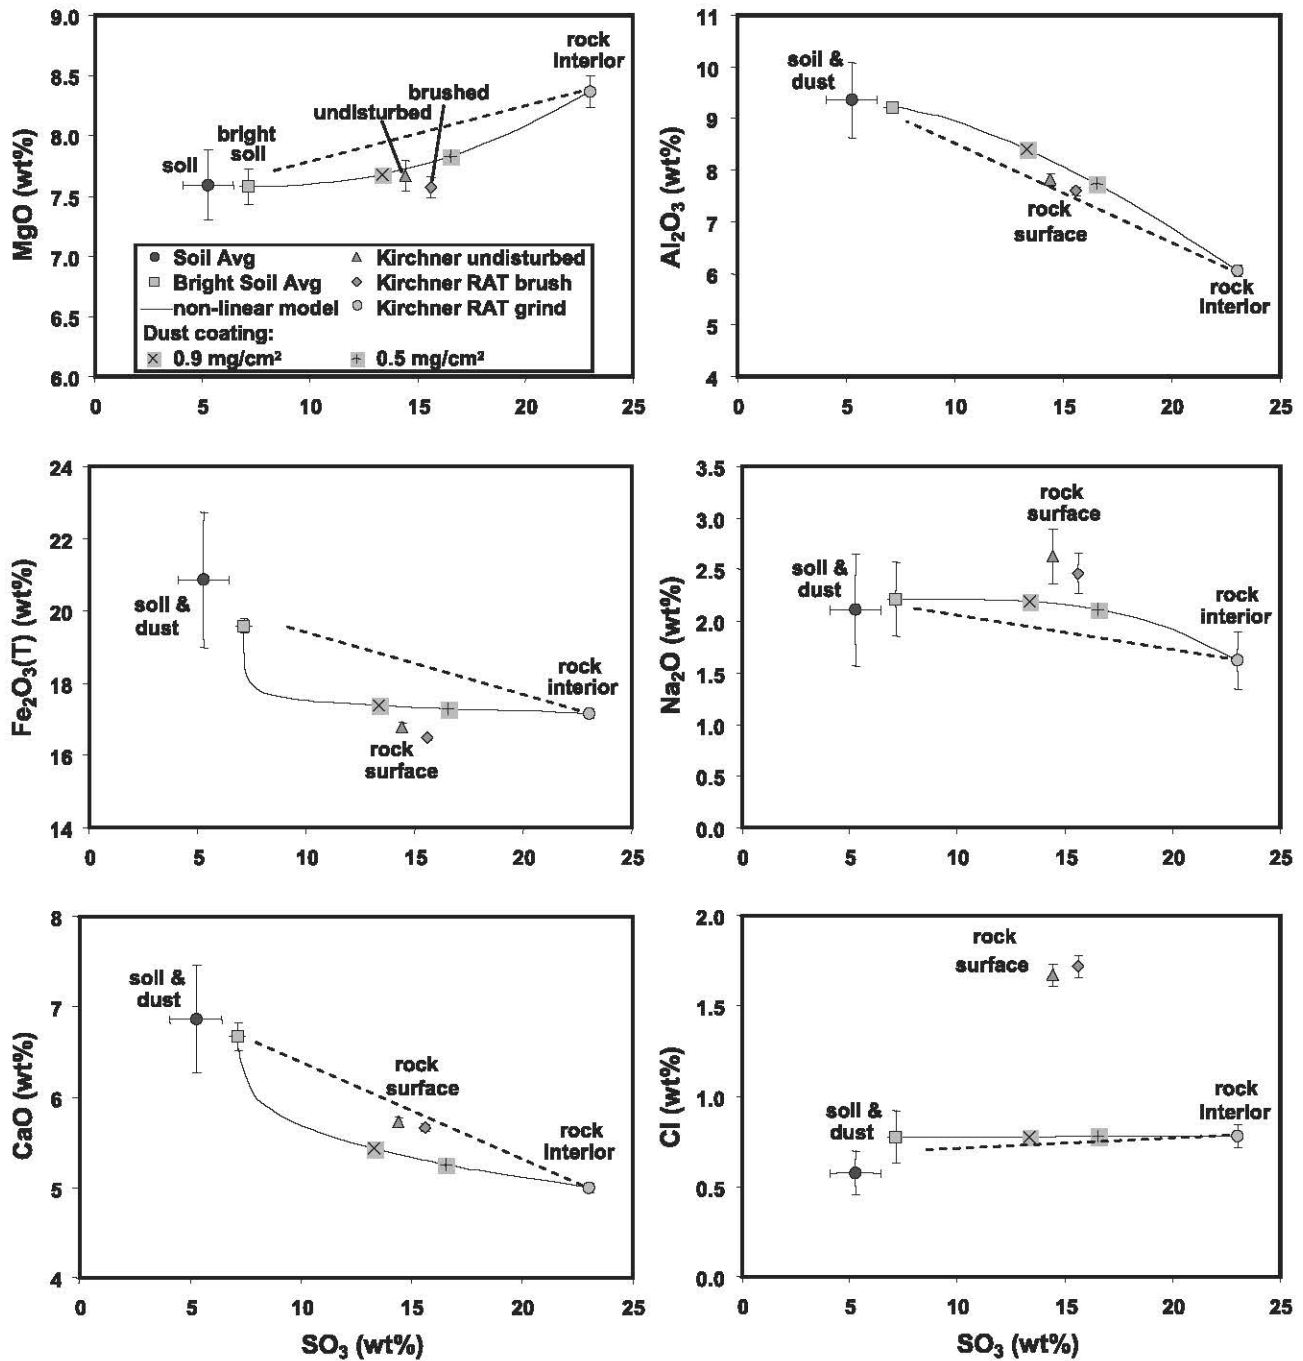 9.0
8.5
8.0
7.5
7.0
6.5
6.0
MgO (wt%)
soil
bright
soil
undisturbed
brushed
rock
interior
Soil Avg
Kirchner undisturbed
Bright Soil Avg
Kirchner RAT brush
non-linear model
Kirchner RAT grind
Dust coating:
0.9 mg/cm²
0.5 mg/cm²
0 5 10 15 20 25
11
10
9
8
7
6
5
4
Al₂O₃ (wt%)
soil &
dust
rock
surface
rock
interior
0 5 10 15 20 25
24
22
20
18
16
14
Fe₂O₃(T) (wt%)
soil &
dust
rock
interior
rock
surface
0 5 10 15 20 25
3.5
3.0
2.5
2.0
1.5
1.0
0.5
0.0
Na₂O (wt%)
soil &
dust
rock
surface
rock
interior
0 5 10 15 20 25
8
7
6
5
4
CaO (wt%)
soil &
dust
rock
surface
rock
interior
0 5 10 15 20 25
SO₃ (wt%)
2.0
1.5
1.0
0.5
0.0
Cl (wt%)
rock
surface
soil &
dust
rock
interior
0 5 10 15 20 25
SO₃ (wt%)